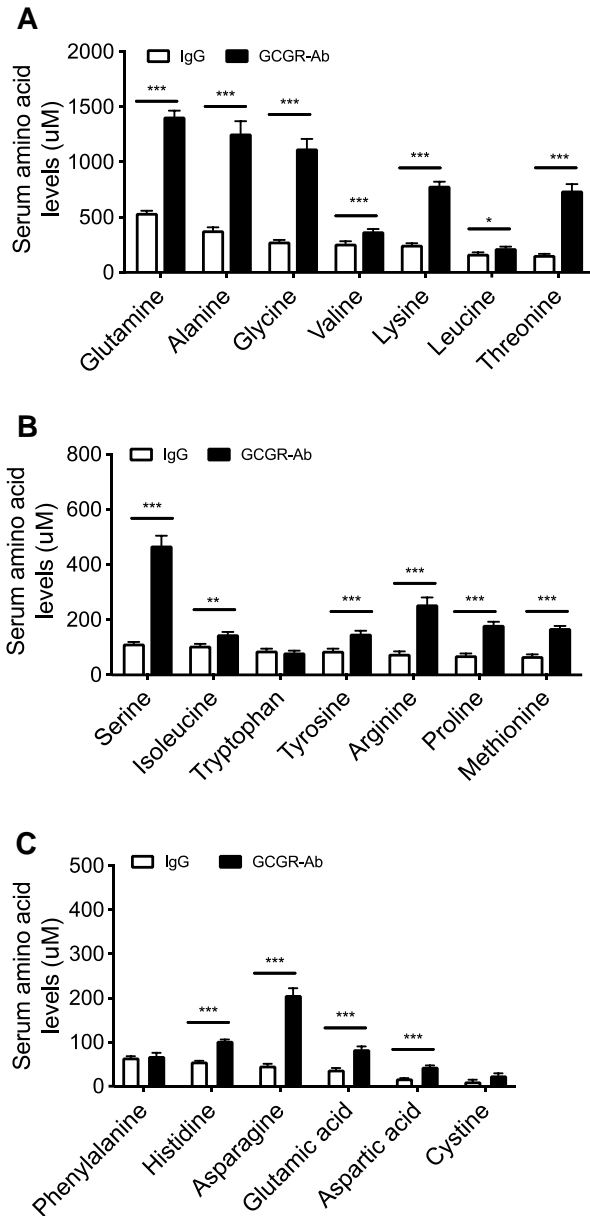 A
IgG GCGR-Ab
Serum amino acid
levels (uM)
2000
1500
1000
500
0
*** *** *** *** *** * ***
Glutamine Alanine Glycine Valine Lysine Leucine Threonine
B
IgG GCGR-Ab
Serum amino acid
levels (uM)
800
600
400
200
0
*** ** *** *** *** ***
Serine Isoleucine Tryptophan Tyrosine Arginine Proline Methionine
C
IgG GCGR-Ab
Serum amino acid
levels (uM)
500
400
300
200
100
0
*** *** *** ***
Phenylalanine Histidine Asparagine Glutamic acid Aspartic acid Cystine